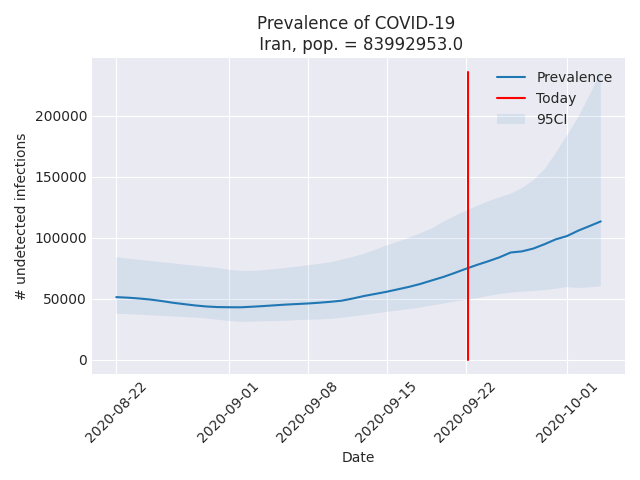 Prevalence of COVID-19
Iran, pop. = 83992953.0
Prevalence
Today
95CI
# undetected infections
200000
150000
100000
50000
0
2020-08-22
2020-09-01
2020-09-08
2020-09-15
2020-09-22
2020-10-01
Date